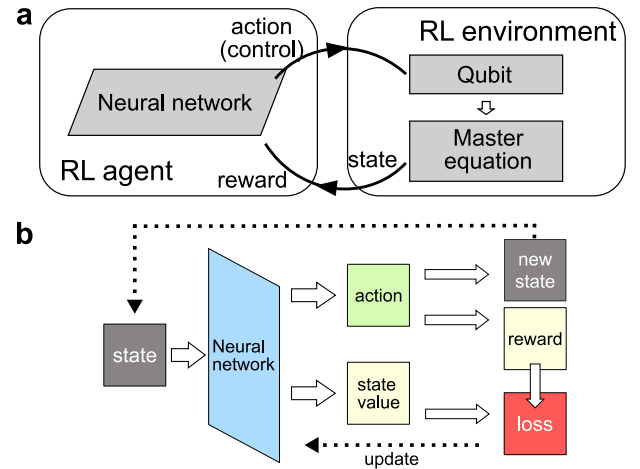 a
action
(control)
RL environment
Neural network
Qubit
Master
equation
RL agent
state
reward
b
new
state
action
state
Neural
network
reward
state
value
loss
update